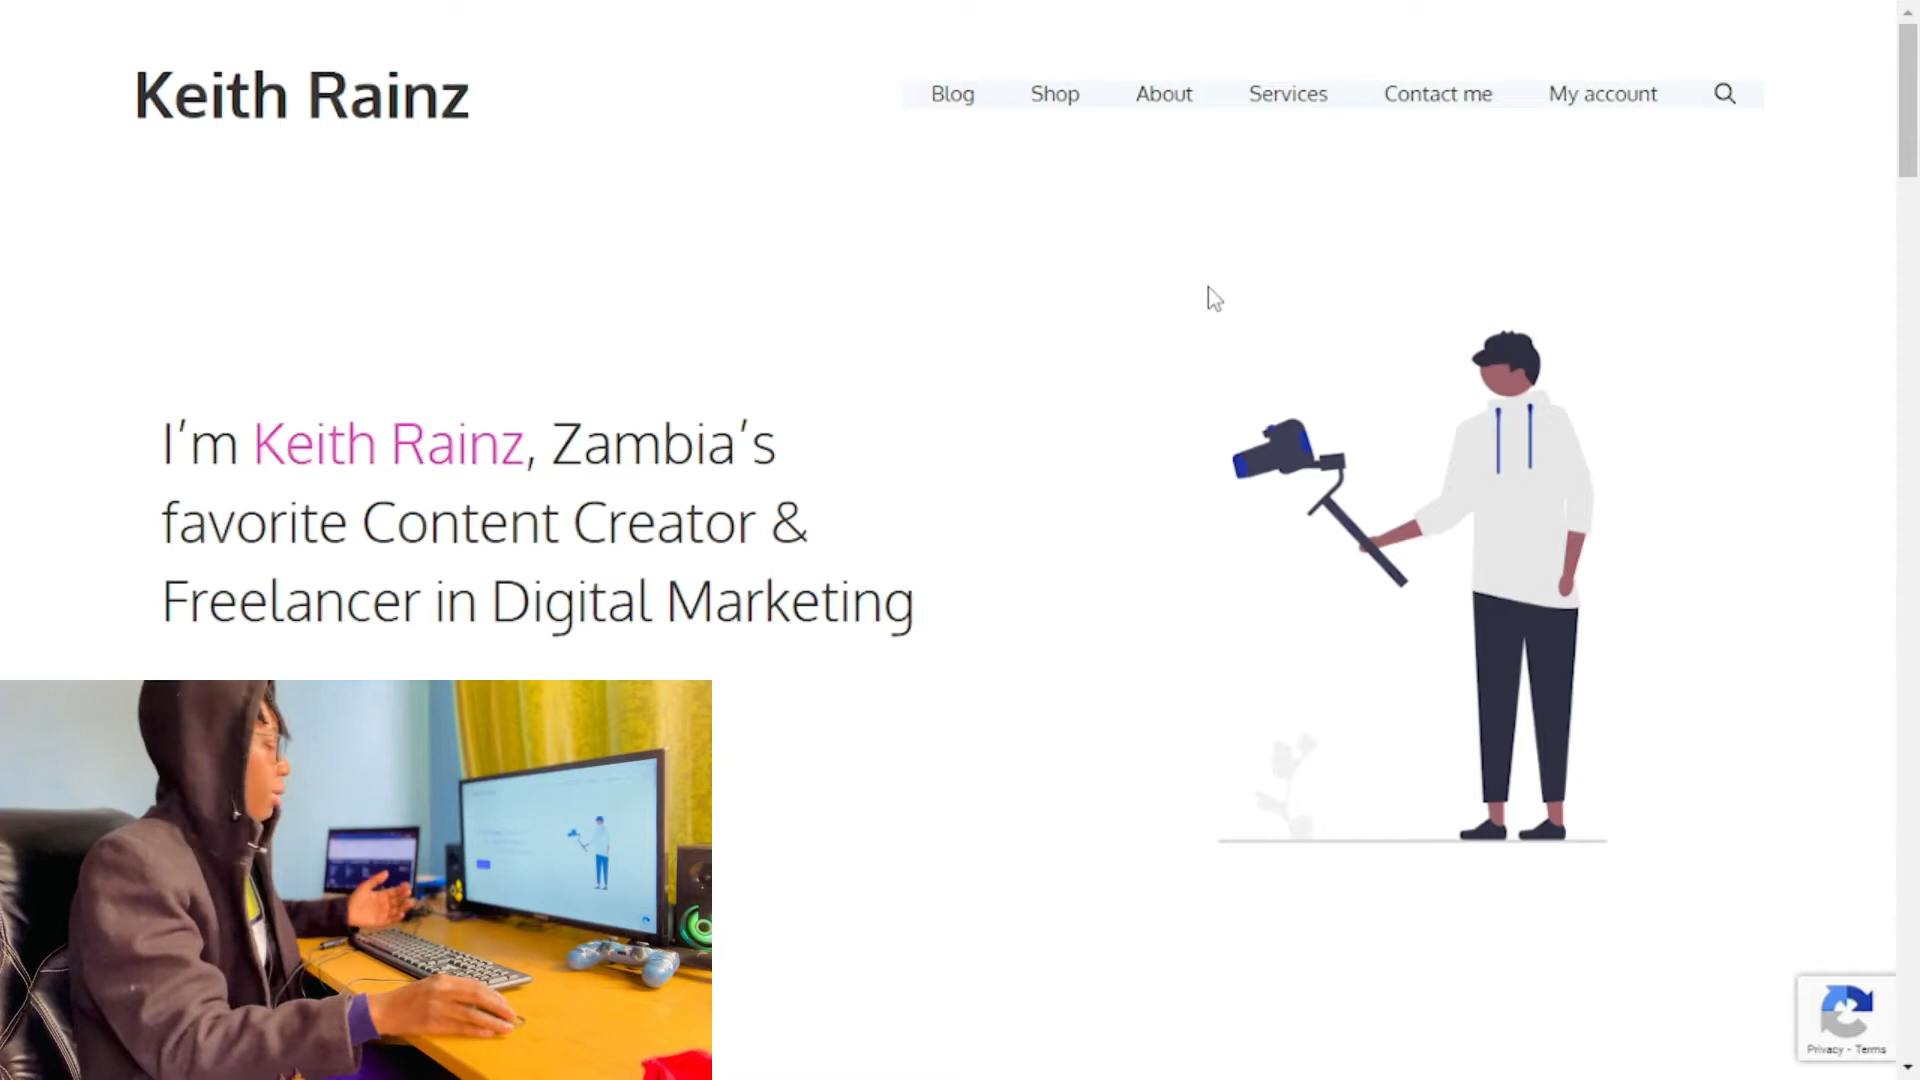 Keith Rainz
Blog Shop About Services Contact me My account
I'm Keith Rainz, Zambia's
favorite Content Creator &
Freelancer in Digital Marketing
Privacy - Terms